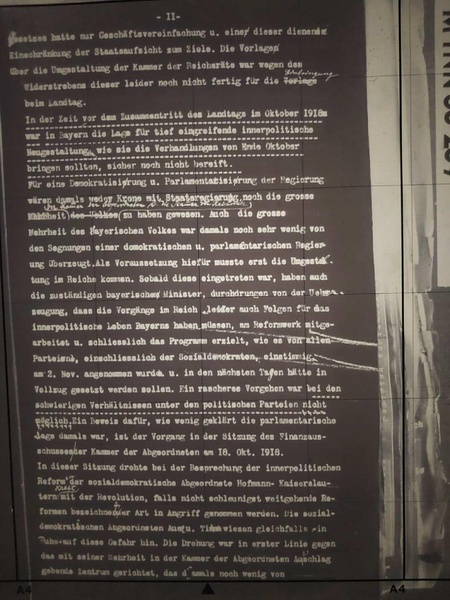 - II-
Gesetzes hatte nur Geschäftsvereinfachung u. eine dieser dienende
Einschränkung der Staatsaufsicht zum Ziele. Die Vorlagen
über die Umgestaltung der Kammer der Reichsräte war wegen des
Widerstrebens dieser leider noch nicht fertig für die Vorlage
beim Landtag.
In der Zeit vor dem Zusammentritt des Landtags im Oktober 1918
war in Bayern die Lage für tief eingreifende innerpolitische
Neugestaltung, wie sie die Verhandlungen von Ende Oktober
bringen sollten, sicher noch nicht bereift.
Für eine Demokratisierung u. Parlamentarisierung der Regierung
wären damals weder Krone mit Staatsregierung noch die grosse
Mehrheit des Volkes zu haben gewesen. Auch die grosse
Mehrheit des Bayerischen Volkes war damals noch sehr wenig von
den Segnungen einer demokratischen u. parlamentarischen Regier-
ung überzeugt. Als Voraussetzung hiefür musste erst die Umgestal-
tung im Reiche kommen. Sobald diese eingetreten war, haben auch
die zuständigen bayerischen Minister, durchdrungen von der Ueber-
zeugung, dass die Vorgänge im Reich leider auch Folgen für das
innerpolitische Leben Bayerns haben müssen, am Reformwerk mitge-
arbeitet u. schliesslich das Programm erzielt, wie es von allen
Parteien, einschliesslich der Sozialdemokraten, einstimmig
am 2. Nov. angenommen wurde u. in den nächsten Tagen hätte in
Vollzug gesetzt werden sollen. Ein rascheres Vorgehen war bei den
schwierigen Verhältnissen unter den politischen Parteien nicht
möglich. Ein Beweis dafür, wie wenig geklärt die parlamentarische
Lage damals war, ist der Vorgang in der Sitzung des Finanzaus-
schusses der Kammer der Abgeordneten am 18. Okt. 1918.
In dieser Sitzung drohte bei der Besprechung der innerpolitischen
Reform der sozialdemokratische Abgeordnete Hofmann- Kaiserslau-
tern mit der Revolution, falls nicht schleunigst weitgehende Re-
formen bezeichneter Art in Angriff genommen werden. Die sozial-
demokratischen Abgeordneten u. wiesen gleichfalls
auf diese Gefahr hin. Die Drohung war in erster Linie gegen
das mit seiner Mehrheit in der Kammer der Abgeordneten Auschlag
gebende Zentrum gerichtet, das damals noch wenig von
A4
A4